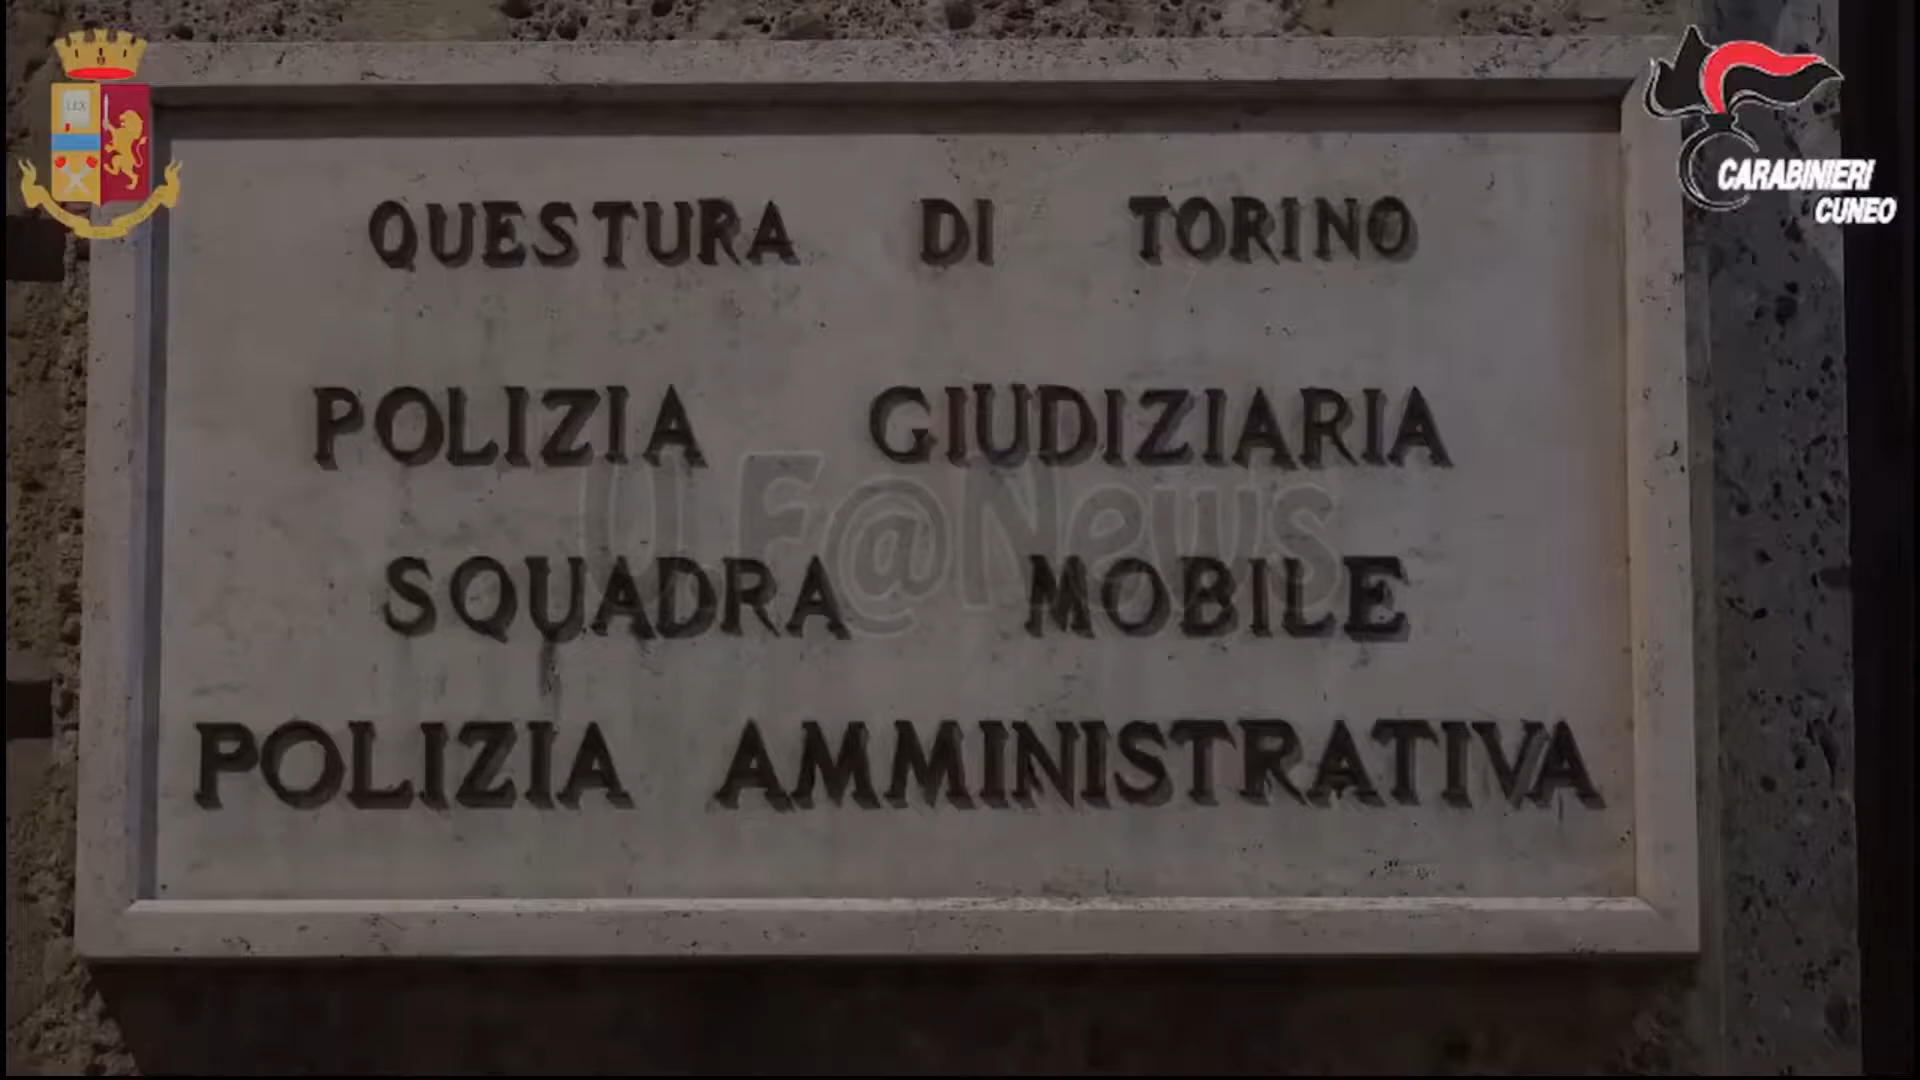 LEX
CARABINIERI
CUNEO
QUESTURA DI TORINO
POLIZIA GIUDIZIARIA
SQUADRA MOBILE
POLIZIA AMMINISTRATIVA